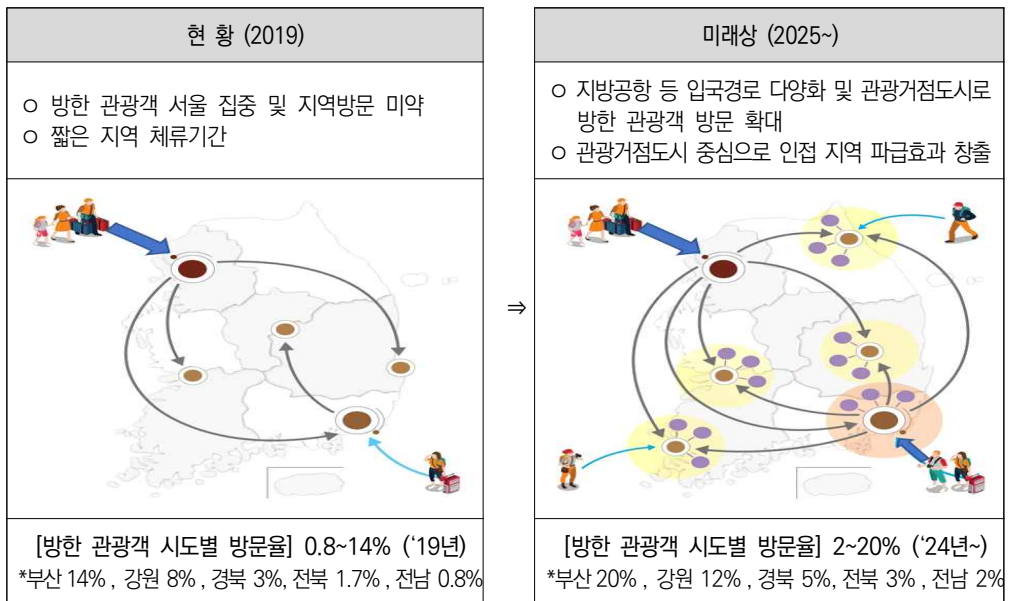 현 황 (2019)
ㅇ 방한 관광객 서울 집중 및 지역방문 미약
ㅇ 짧은 지역 체류기간
[방한 관광객 시도별 방문율] 0.8~14% (‘19년)
*부산 14% , 강원 8% , 경북 3%, 전북 1.7% , 전남 0.8%
⇒
미래상 (2025~)
ㅇ 지방공항 등 입국경로 다양화 및 관광거점도시로
방한 관광객 방문 확대
ㅇ 관광거점도시 중심으로 인접 지역 파급효과 창출
[방한 관광객 시도별 방문율] 2~20% (‘24년~)
*부산 20% , 강원 12% , 경북 5%, 전북 3% , 전남 2%